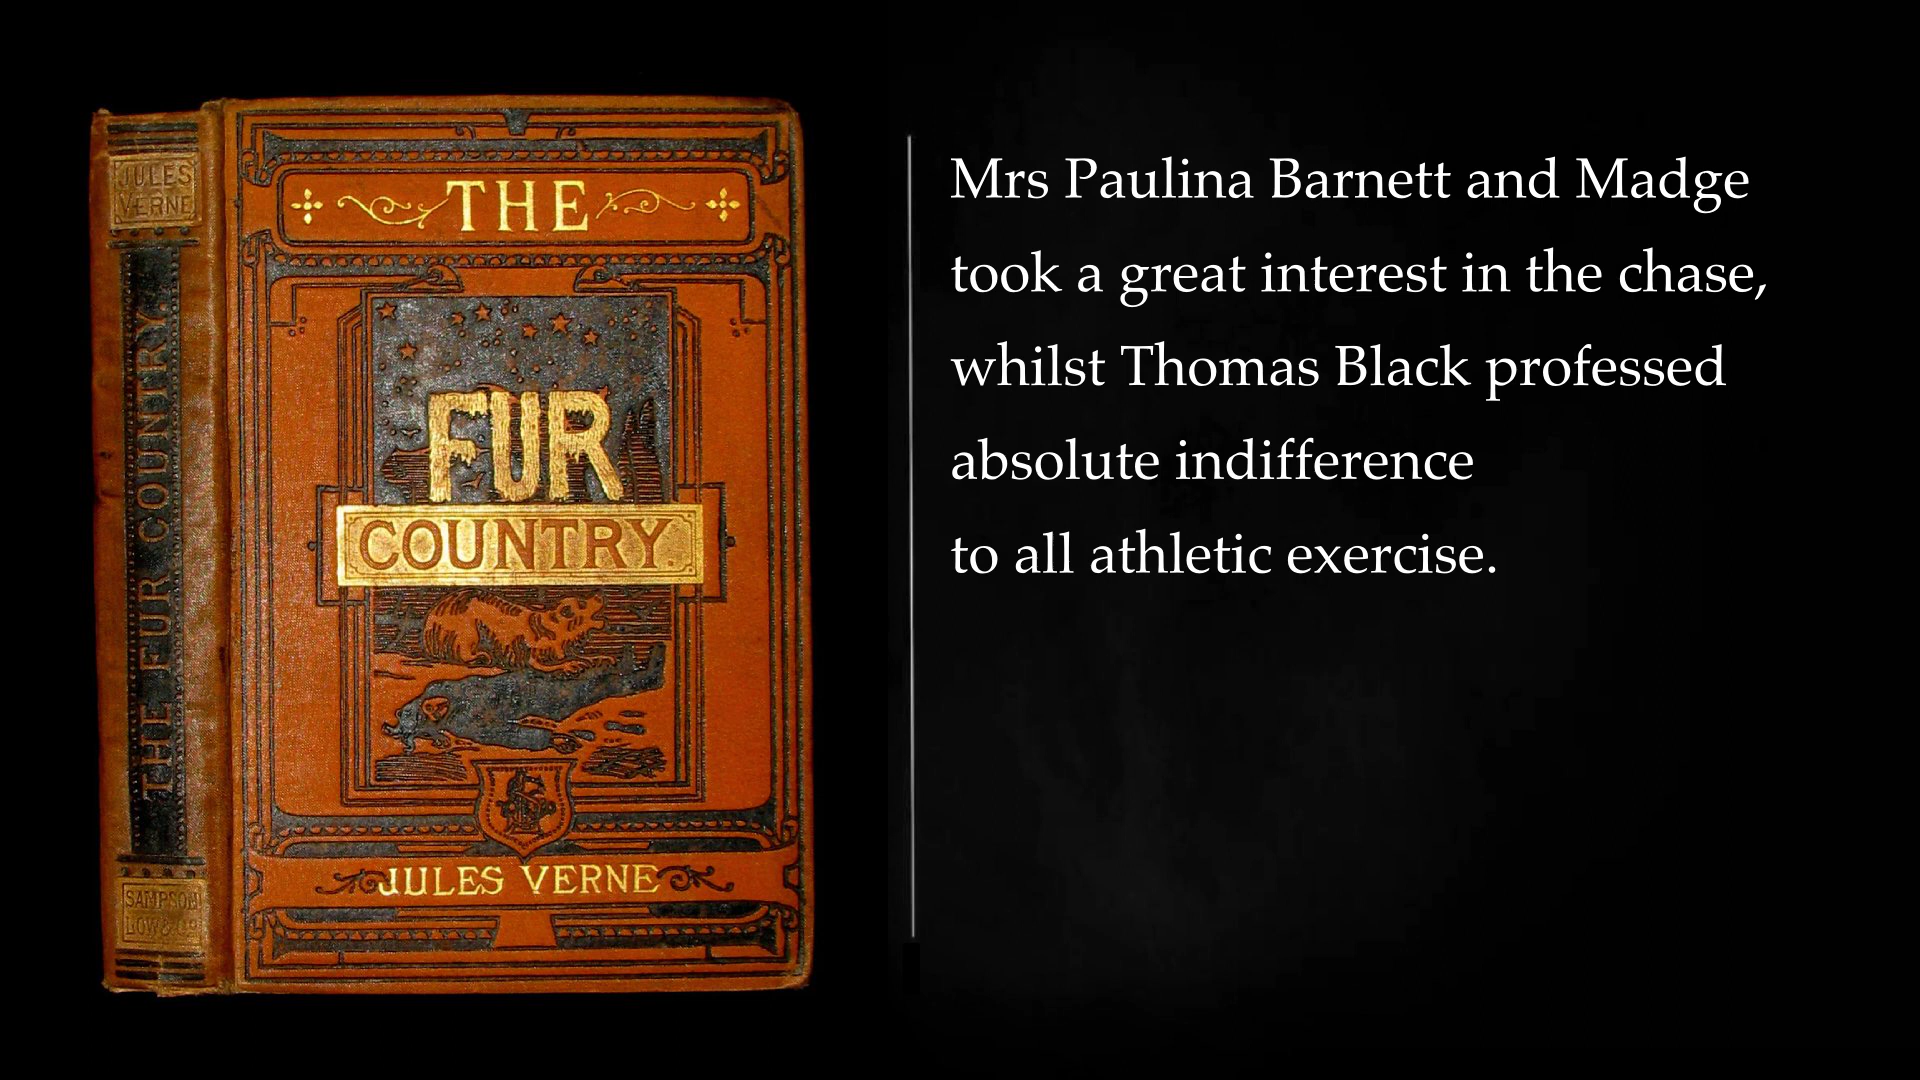 JULES
VERNE
THE FUR COUNTRY.
SAMPSON
LOW & Co
THE
FUR
COUNTRY.
JULES VERNE
Mrs Paulina Barnett and Madge
took a great interest in the chase,
whilst Thomas Black professed
absolute indifference
to all athletic exercise.